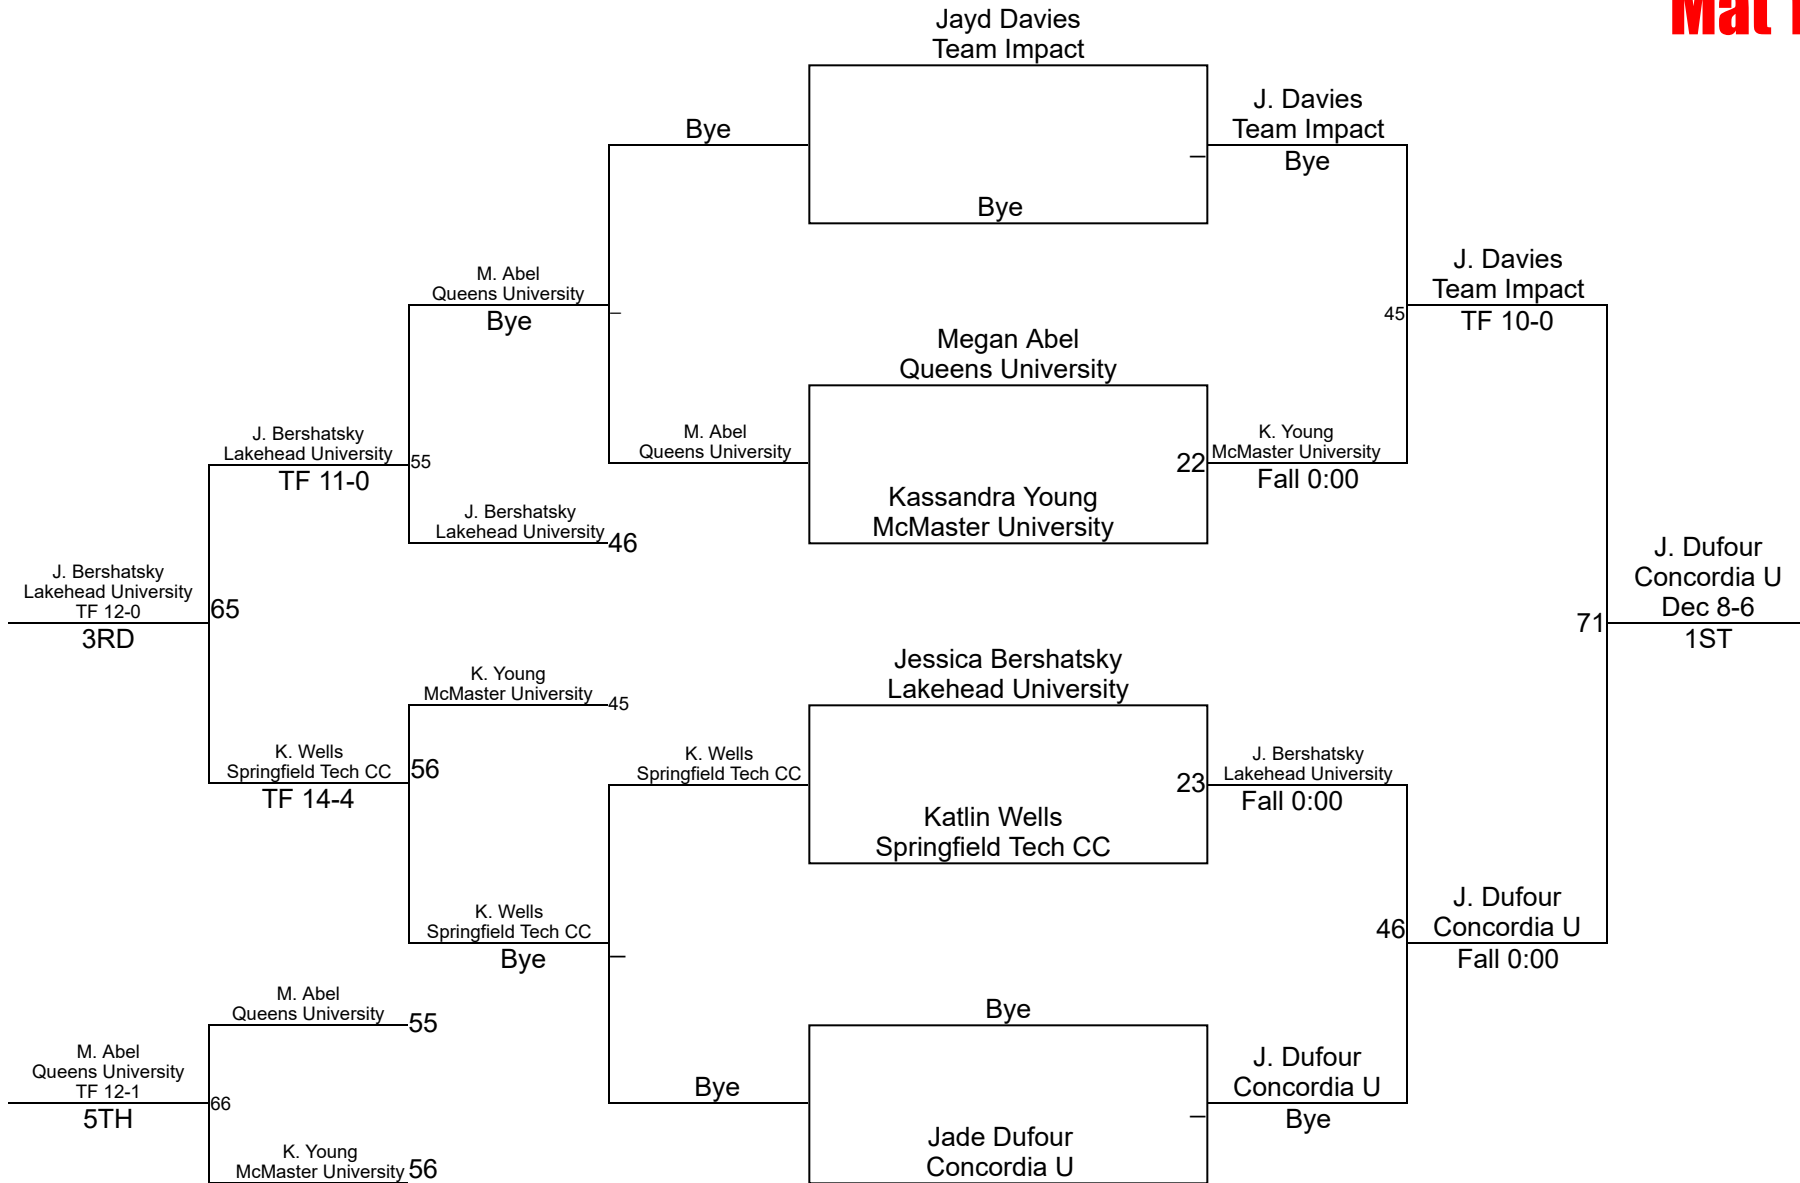 Mat
Jayd Davies
Team Impact
J. Davies
Team Impact
Bye
Bye
Bye
M. Abel
Queens University
Bye
J. Davies
Team Impact
TF 10-0
45
Megan Abel
Queens University
J. Bershatsky
Lakehead University
TF 11-0
55
M. Abel
Queens University
22
K. Young
McMaster University
Fall 0:00
Kassandra Young
McMaster University
J. Bershatsky
Lakehead University
46
J. Bershatsky
Lakehead University
TF 12-0
3RD
65
J. Dufour
Concordia U
Dec 8-6
1ST
71
K. Young
McMaster University
45
Jessica Bershatsky
Lakehead University
K. Wells
Springfield Tech CC
TF 14-4
56
K. Wells
Springfield Tech CC
23
J. Bershatsky
Lakehead University
Fall 0:00
Katlin Wells
Springfield Tech CC
K. Wells
Springfield Tech CC
Bye
46
J. Dufour
Concordia U
Fall 0:00
M. Abel
Queens University
55
Bye
M. Abel
Queens University
TF 12-1
5TH
66
Bye
J. Dufour
Concordia U
Bye
K. Young
McMaster University
56
Jade Dufour
Concordia U